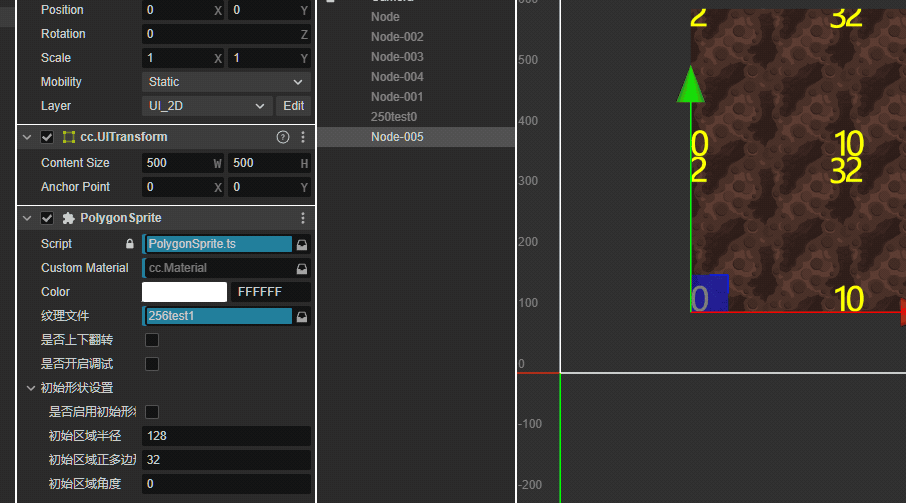 Position 0 X 0 Y
Rotation 0 Z
Scale 1 X 1 Y
Mobility Static
Layer UI_2D Edit
cc.UITransform
Content Size 500 W 500 H
Anchor Point 0 X 0 Y
PolygonSprite
Script PolygonSprite.ts
Custom Material cc.Material
Color FFFFFF
纹理文件 256test1
是否上下翻转
是否开启调试
初始形状设置
是否启用初始形
初始区域半径 128
初始区域正多边 32
初始区域角度 0
Node
Node-002
Node-003
Node-004
Node-001
250test0
Node-005
500
400
300
200
100
0
-100
-200
2 32
0 10
2 32
0 10